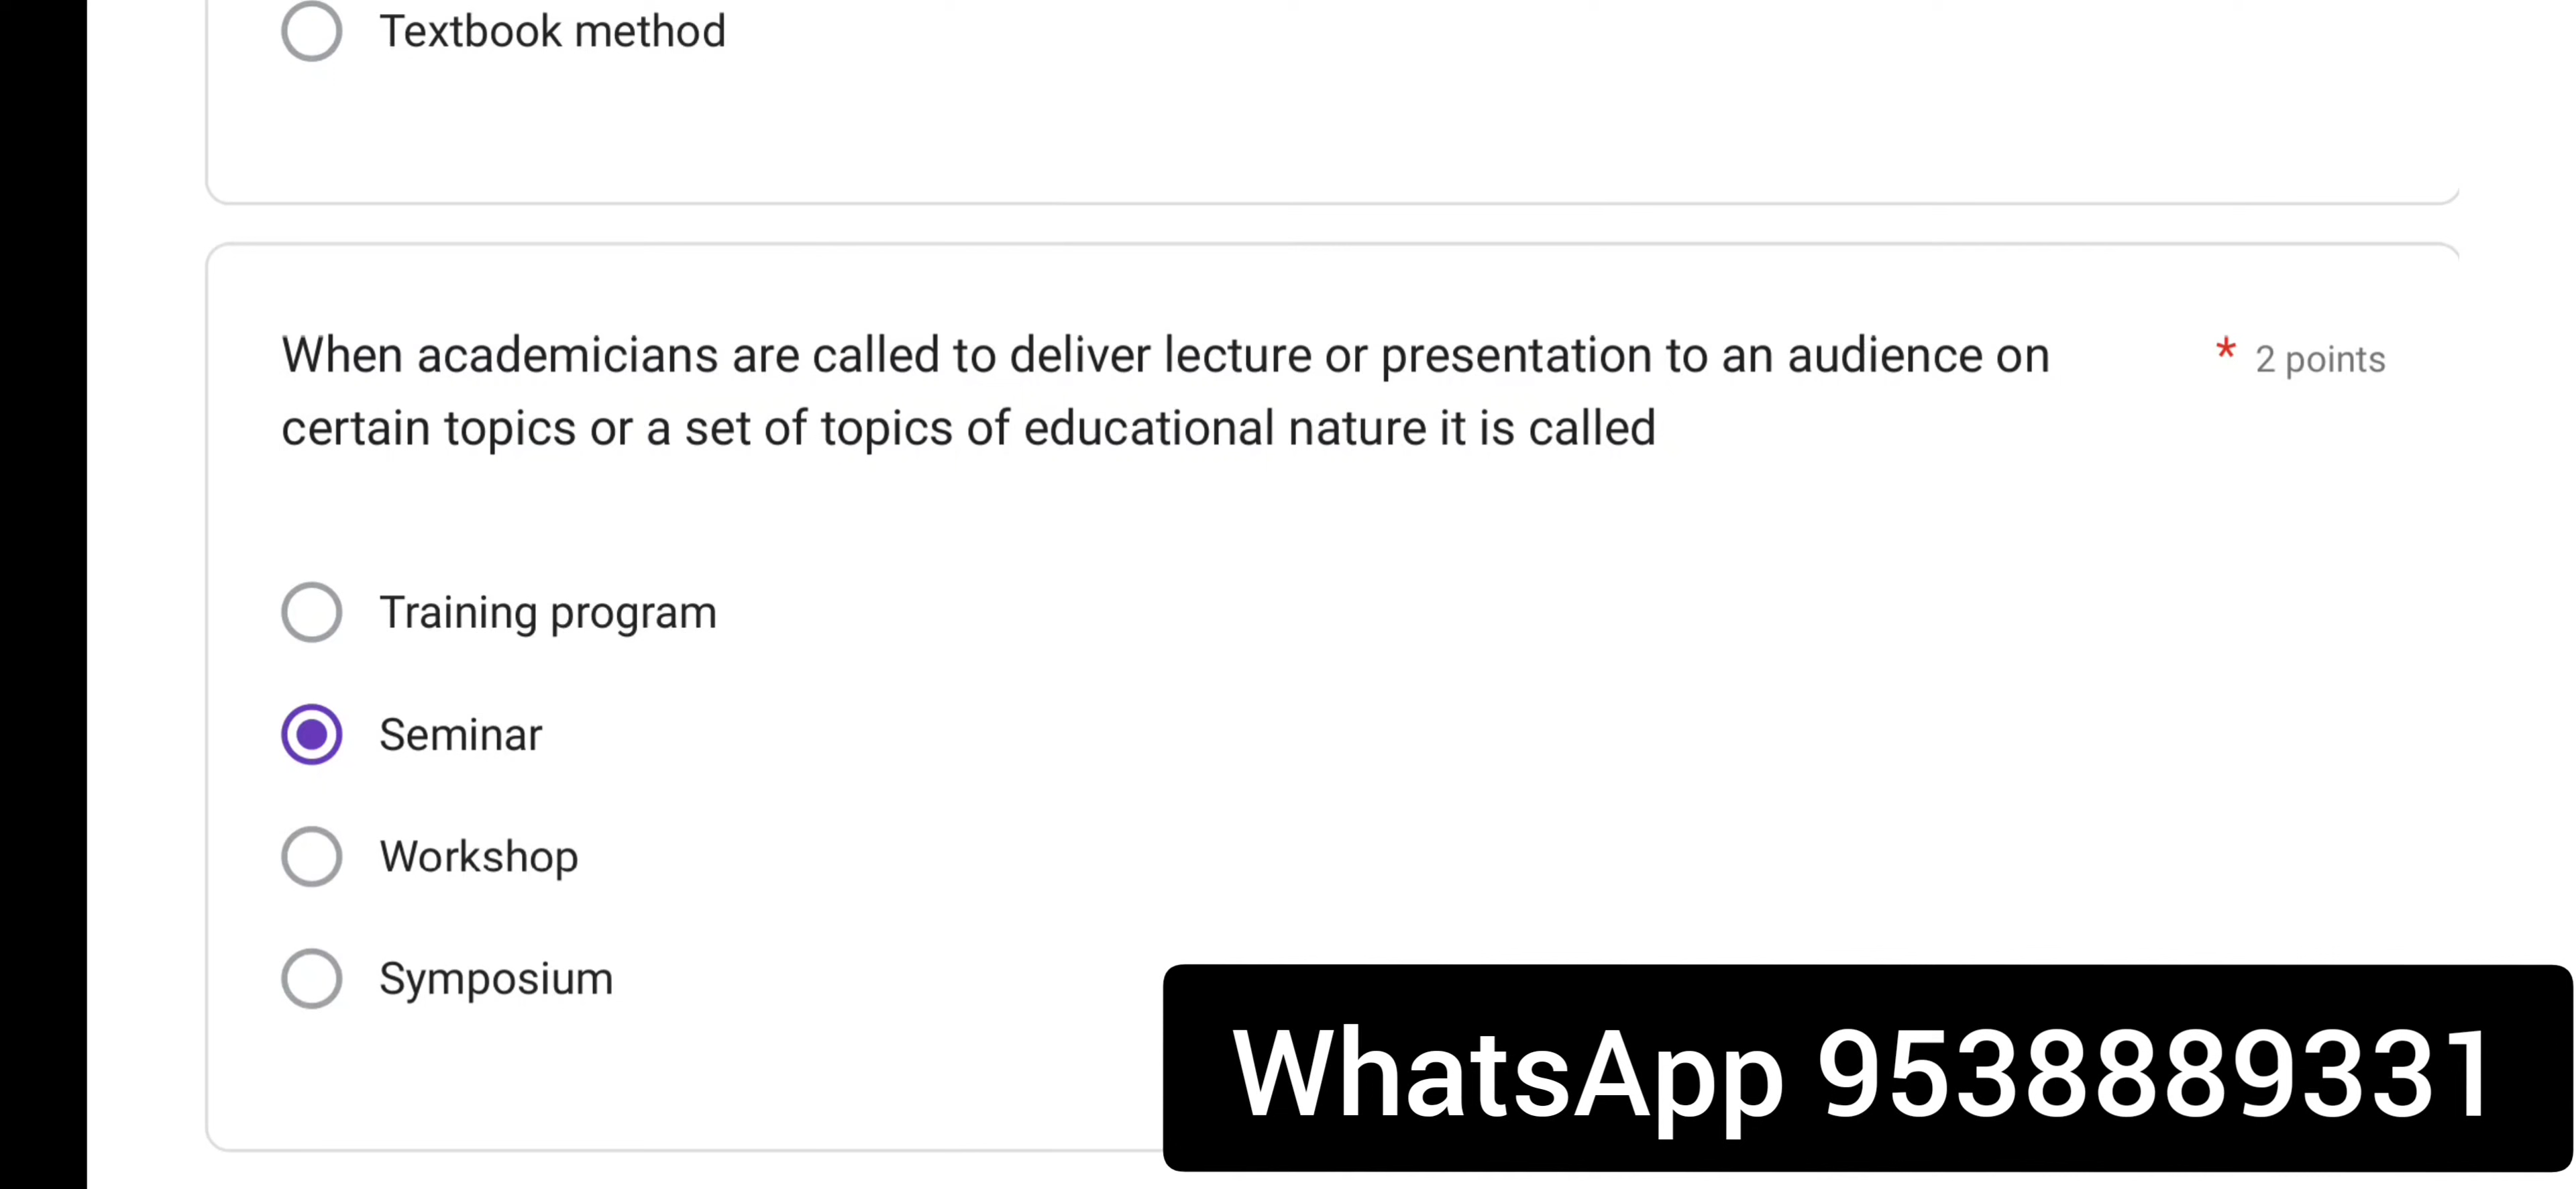 Textbook method
When academicians are called to deliver lecture or presentation to an audience on * 2 points
certain topics or a set of topics of educational nature it is called
Training program
Seminar
Workshop
Symposium
WhatsApp 9538889331